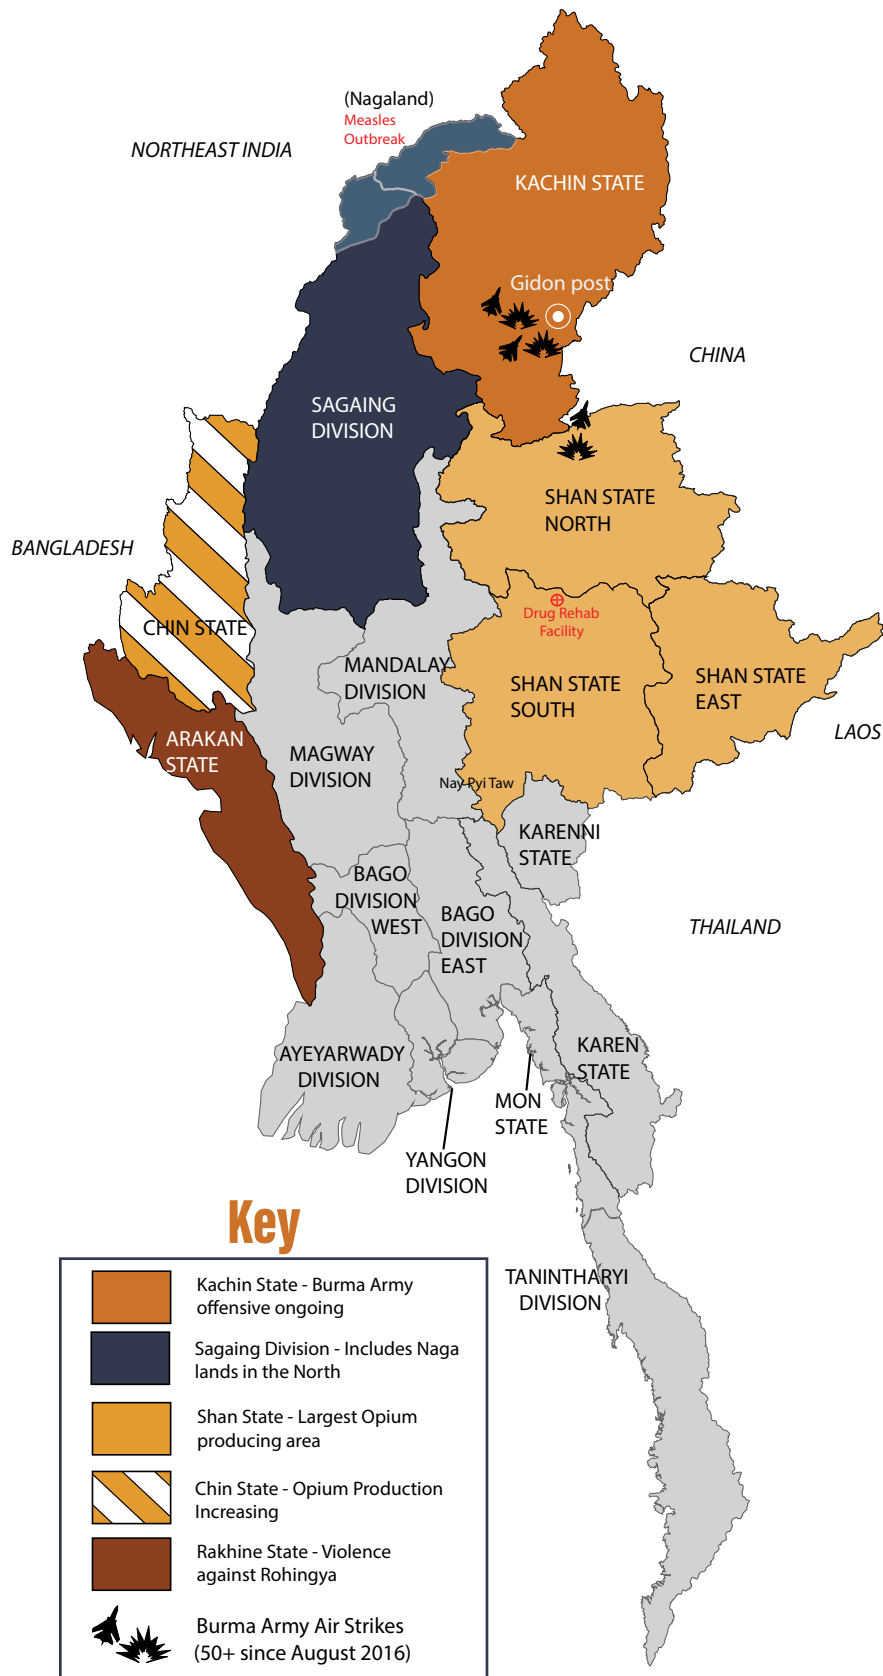 (Nagaland)
Measles
Outbreak
NORTHEAST INDIA
KACHIN STATE
Gidon post
CHINA
SAGAING
DIVISION
SHAN STATE
NORTH
BANGLADESH
Drug Rehab
Facility
CHIN STATE
MANDALAY
DIVISION
SHAN STATE
SOUTH
SHAN STATE
EAST
LAOS
ARAKAN
STATE
MAGWAY
DIVISION
Nay Pyi Taw
KARENNI
STATE
BAGO
DIVISION
WEST
BAGO
DIVISION
EAST
THAILAND
AYEYARWADY
DIVISION
KAREN
STATE
MON
STATE
YANGON
DIVISION
TANINTHARYI
DIVISION
Key
Kachin State - Burma Army
offensive ongoing
Sagaing Division - Includes Naga
lands in the North
Shan State - Largest Opium
producing area
Chin State - Opium Production
Increasing
Rakhine State - Violence
against Rohingya
Burma Army Air Strikes
(50+ since August 2016)